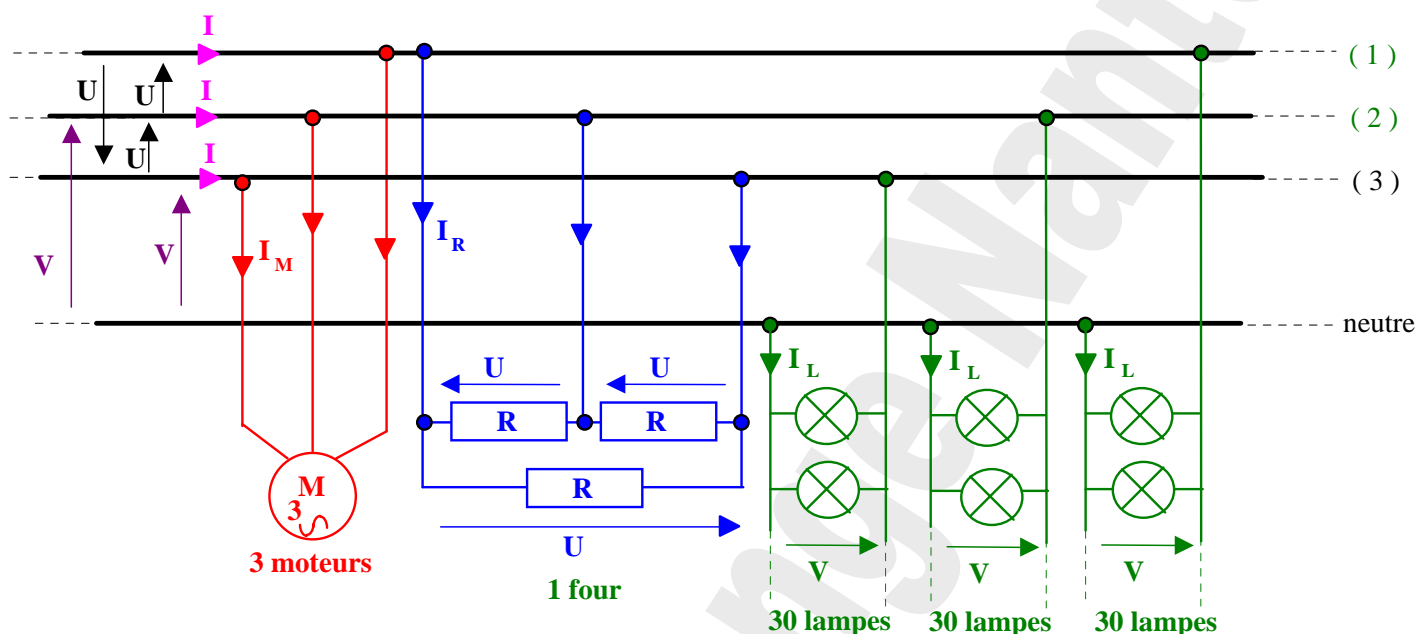 I
( 1 )
U
U
I
( 2 )
U
I
( 3 )
V
V
I M
I R
neutre
U
U
I L
I L
I L
R
R
M
3
R
3 moteurs
U
V
V
V
1 four
30 lampes
30 lampes
30 lampes